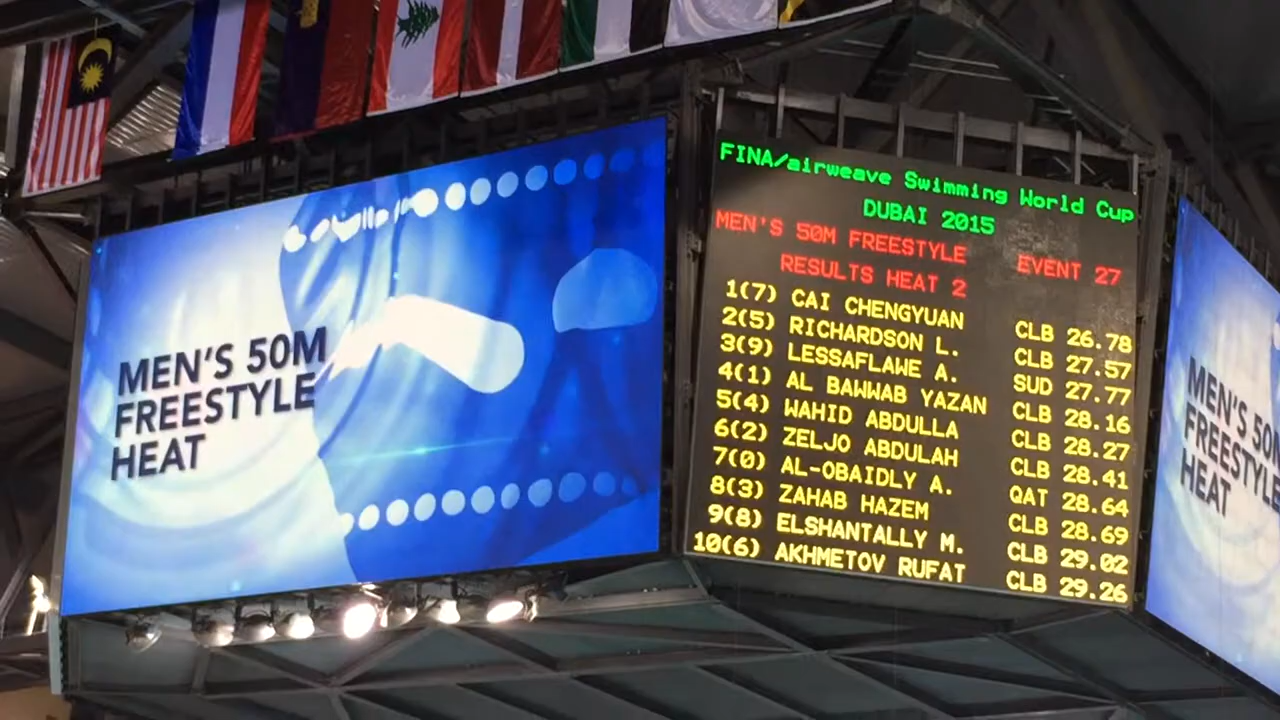 MEN'S 50M
FREESTYLE
HEAT
FINA/airweave Swimming World Cup
DUBAI 2015
MEN'S 50M FREESTYLE EVENT 27
RESULTS HEAT 2
1(7) CAI CHENGYUAN CLB 26.78
2(5) RICHARDSON L. CLB 27.57
3(9) LESSAFLAWE A. SUD 27.77
4(1) AL BAWWAB YAZAN CLB 28.16
5(4) WAHID ABDULLA CLB 28.27
6(2) ZELJO ABDULAH CLB 28.41
7(0) AL-OBAIDLY A. QAT 28.64
8(3) ZAHAB HAZEM CLB 28.69
9(8) ELSHANTALLY M. CLB 29.02
10(6) AKHMETOV RUFAT CLB 29.26
MEN'S 50
FREESTYLE
HEAT